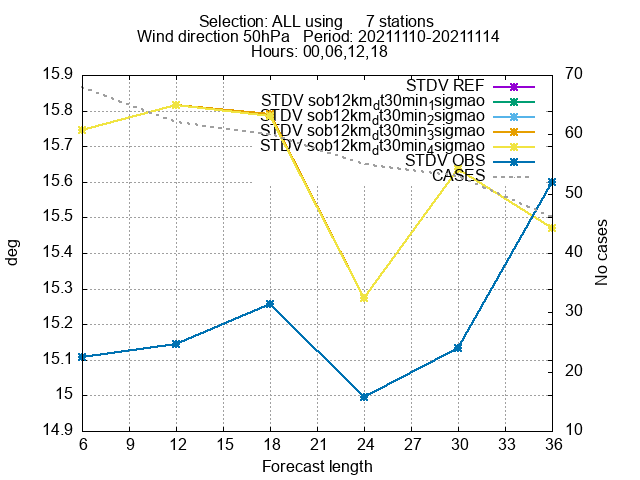 Selection: ALL using 7 stations
Wind direction 50hPa Period: 20211110-20211114
Hours: 00,06,12,18
15.9
15.8
15.7
15.6
15.5
15.4
15.3
15.2
15.1
15
14.9
deg
70
60
50
40
30
20
10
No cases
STDV REF
STDV sob12km_dt30min_1sigmao
STDV sob12km_dt30min_2sigmao
STDV sob12km_dt30min_3sigmao
STDV sob12km_dt30min_4sigmao
STDV OBS
CASES
6 9 12 15 18 21 24 27 30 33 36
Forecast length